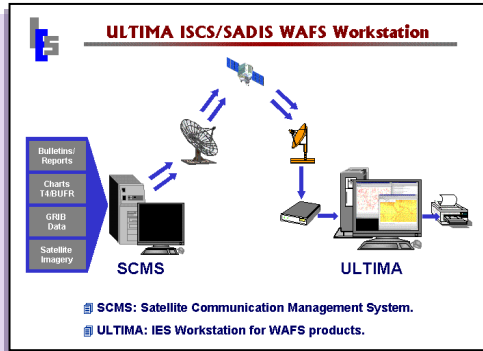 IES
ULTIMA ISCS/SADIS WAFS Workstation
Bulletins/
Reports
Charts
T4/BUFR
GRIB
Data
Satellite
Imagery
SCMS
ULTIMA
SCMS: Satellite Communication Management System.
ULTIMA: IES Workstation for WAFS products.